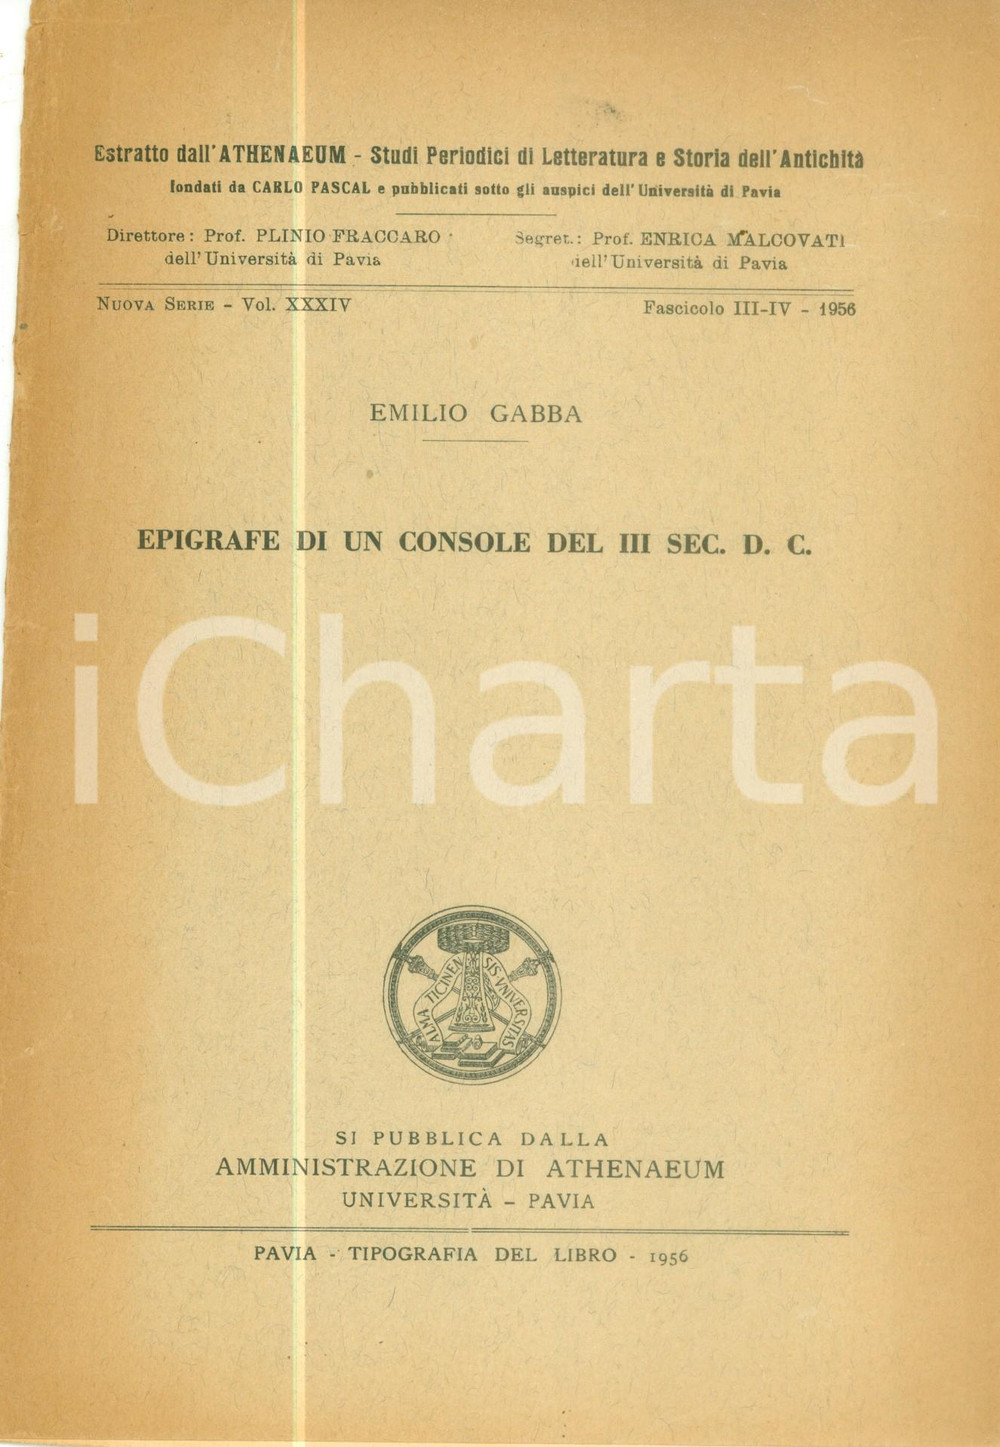 Estratto dall'ATHENAEUM - Studi Periodici di Letteratura e Storia dell'Antichità
fondati da CARLO PASCAL e pubblicati sotto gli auspici dell'Università di Pavia
Direttore: Prof. PLINIO FRACCARO
dell'Università di Pavia
Segret.: Prof. ENRICA MALCOVATI
dell'Università di Pavia
NUOVA SERIE - Vol. XXXIV
Fascicolo III-IV - 1956
EMILIO GABBA
EPIGRAFE DI UN CONSOLE DEL III SEC. D. C.
iCharta
ALMA TICINENSIS UNIVERSITAS
SI PUBBLICA DALLA
AMMINISTRAZIONE DI ATHENAEUM
UNIVERSITÀ - PAVIA
PAVIA - TIPOGRAFIA DEL LIBRO - 1956